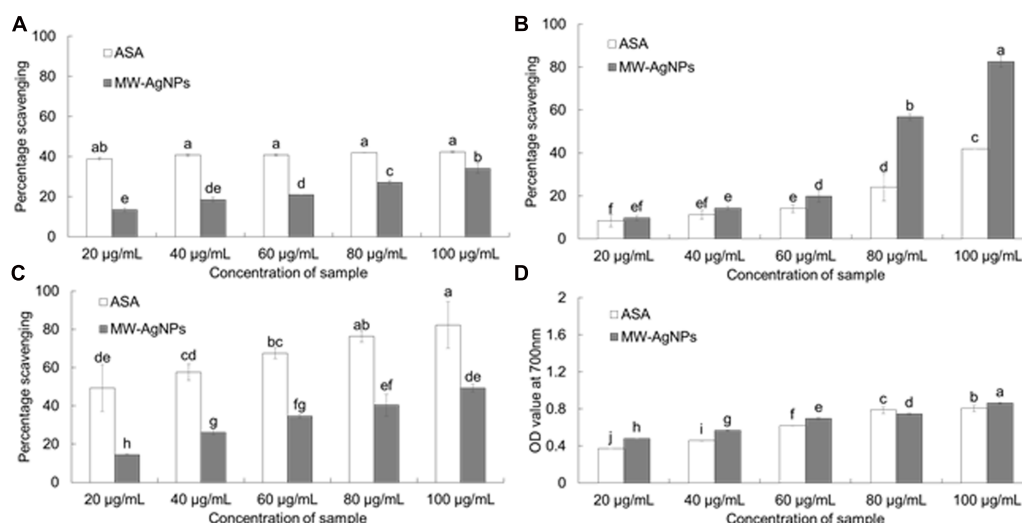 A
100
80
60
40
20
0
Percentage scavenging
ASA
MW-AgNPs
ab
e
a
de
a
d
a
c
a
b
20 µg/mL 40 µg/mL 60 µg/mL 80 µg/mL 100 µg/mL
Concentration of sample
B
100
80
60
40
20
0
Percentage scavenging
ASA
MW-AgNPs
f
ef
ef
e
e
d
d
b
c
a
20 µg/mL 40 µg/mL 60 µg/mL 80 µg/mL 100 µg/mL
Concentration of sample
C
100
80
60
40
20
0
Percentage scavenging
ASA
MW-AgNPs
de
h
cd
g
bc
fg
ab
ef
a
de
20 µg/mL 40 µg/mL 60 µg/mL 80 µg/mL 100 µg/mL
Concentration of sample
D
2
1.6
1.2
0.8
0.4
0
OD value at 700nm
ASA
MW-AgNPs
j
h
i
g
f
e
c
d
b
a
20 µg/mL 40 µg/mL 60 µg/mL 80 µg/mL 100 µg/mL
Concentration of sample